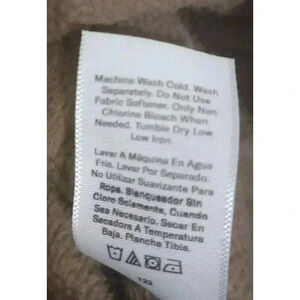 Machine Wash Cold. Wash
Separately. Do Not Use
Fabric Softener. Only Non
Chlorine Bleach When
Needed. Tumble Dry Low
Low Iron.
Lavar A Máquina En Agua
Fría. Lavar Por Separado.
No Utilizar Suavizante Para
Ropa. Blanqueador Sin
Cloro Solamente, Cuando
Sea Necesario. Secar En
Secadora A Temperatura
Baja. Plancha Tibia.